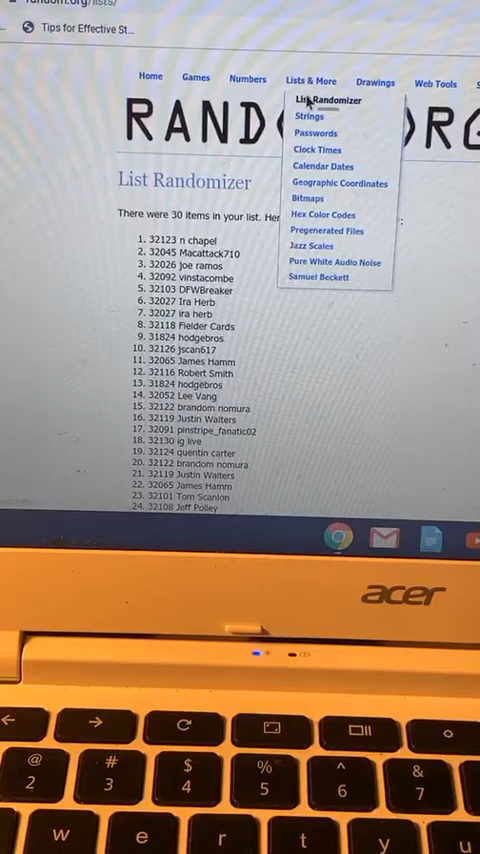 random.org/lists/
Tips for Effective St...
Home Games Numbers Lists & More Drawings Web Tools
List Randomizer
Strings
Passwords
Clock Times
Calendar Dates
Geographic Coordinates
Bitmaps
Hex Color Codes
Pregenerated Files
Jazz Scales
Pure White Audio Noise
Samuel Beckett
RAND RG
List Randomizer
There were 30 items in your list. Her :
1. 32123 n chapel
2. 32045 Macattack710
3. 32026 joe ramos
4. 32092 vinstacombe
5. 32103 DFWBreaker
6. 32027 Ira Herb
7. 32027 ira herb
8. 32118 Fielder Cards
9. 31824 hodgebros
10. 32126 jscan617
11. 32065 James Hamm
12. 32116 Robert Smith
13. 31824 hodgebros
14. 32052 Lee Vang
15. 32122 brandom nomura
16. 32119 Justin Walters
17. 32091 pinstripe_fanatic02
18. 32130 ig live
19. 32124 quentin carter
20. 32122 brandom nomura
21. 32119 Justin Walters
22. 32065 James Hamm
23. 32101 Tom Scanlon
24. 32108 Jeff Polley
acer
@ # $ % ^ &
2 3 4 5 6 7
w e r t y u